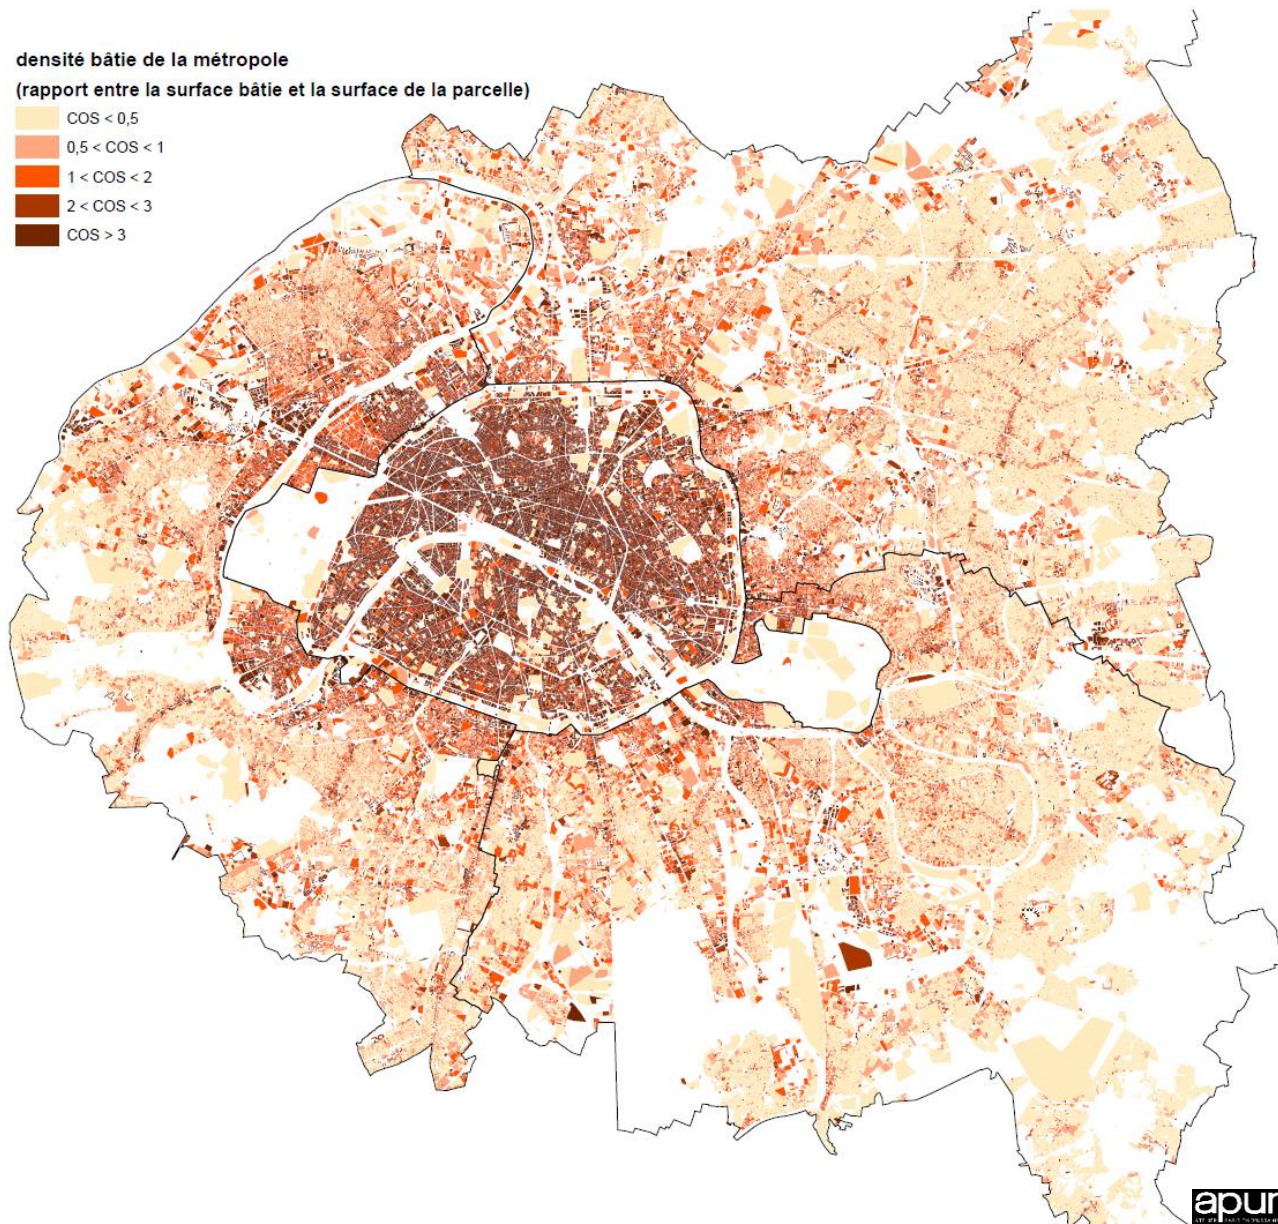 densité bâtie de la métropole
(rapport entre la surface bâtie et la surface de la parcelle)
COS < 0,5
0,5 < COS < 1
1 < COS < 2
2 < COS < 3
COS > 3
apur